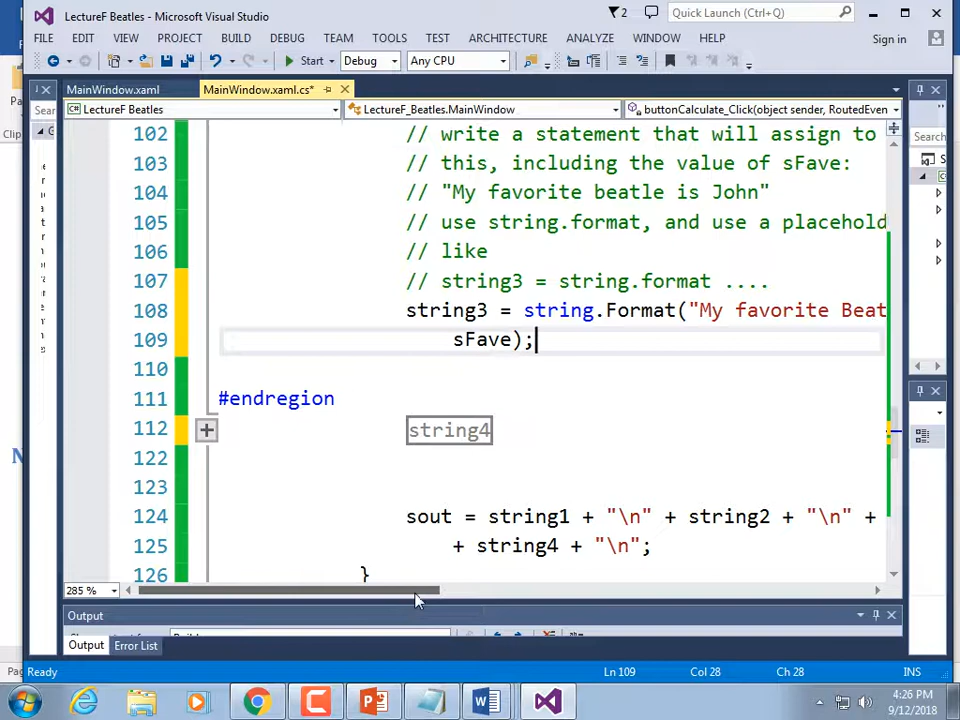 LectureF Beatles - Microsoft Visual Studio
2
Quick Launch (Ctrl+Q)
FILE EDIT VIEW PROJECT BUILD DEBUG TEAM TOOLS TEST ARCHITECTURE ANALYZE WINDOW HELP
Sign in
Start Debug Any CPU
MainWindow.xaml MainWindow.xaml.cs*
LectureF Beatles LectureF_Beatles.MainWindow buttonCalculate_Click(object sender, RoutedEven
Search
102 // write a statement that will assign to
103 // this, including the value of sFave:
104 // "My favorite beatle is John"
105 // use string.format, and use a placehold
106 // like
107 // string3 = string.format ....
108 string3 = string.Format("My favorite Beat
109 sFave);
110
111 #endregion
112 string4
122
123
124 sout = string1 + "\n" + string2 + "\n" +
125 + string4 + "\n";
126 }
285 %
Output
Output Error List
Ready Ln 109 Col 28 Ch 28 INS
4:26 PM
9/12/2018